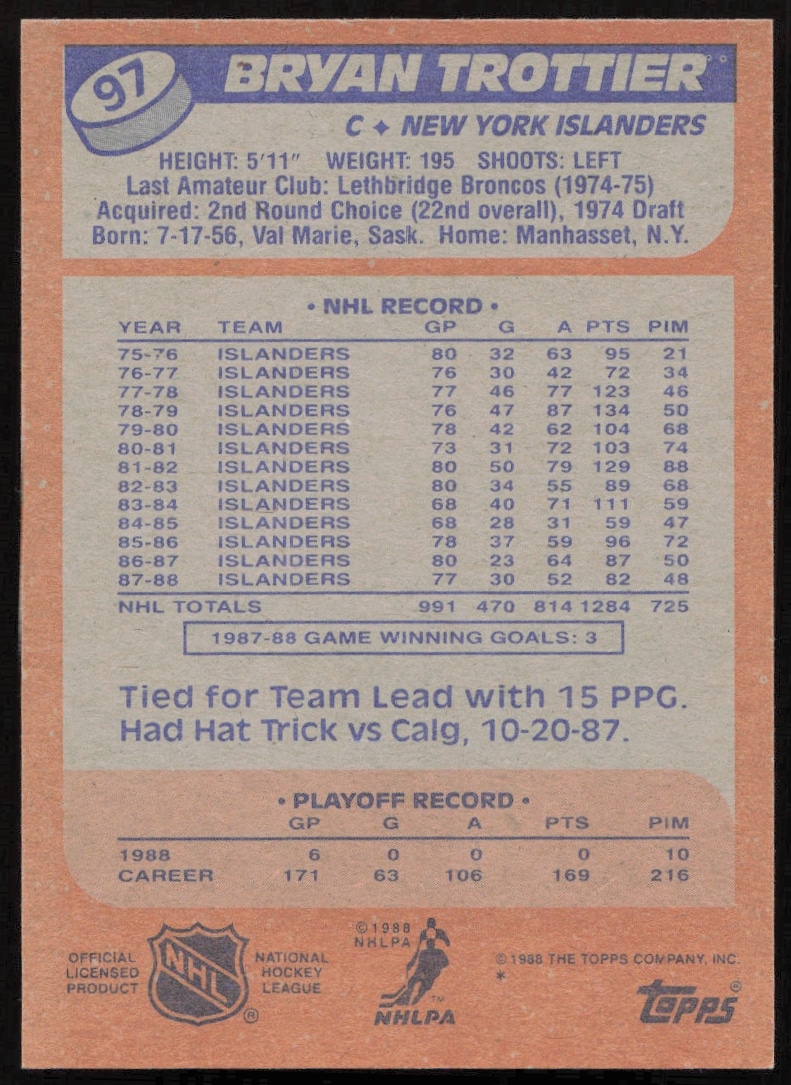 97
BRYAN TROTTIER
C ✦ NEW YORK ISLANDERS
HEIGHT: 5'11" WEIGHT: 195 SHOOTS: LEFT
Last Amateur Club: Lethbridge Broncos (1974-75)
Acquired: 2nd Round Choice (22nd overall), 1974 Draft
Born: 7-17-56, Val Marie, Sask. Home: Manhasset, N.Y.
• NHL RECORD •
YEAR TEAM GP G A PTS PIM
75-76 ISLANDERS 80 32 63 95 21
76-77 ISLANDERS 76 30 42 72 34
77-78 ISLANDERS 77 46 77 123 46
78-79 ISLANDERS 76 47 87 134 50
79-80 ISLANDERS 78 42 62 104 68
80-81 ISLANDERS 73 31 72 103 74
81-82 ISLANDERS 80 50 79 129 88
82-83 ISLANDERS 80 34 55 89 68
83-84 ISLANDERS 68 40 71 111 59
84-85 ISLANDERS 68 28 31 59 47
85-86 ISLANDERS 78 37 59 96 72
86-87 ISLANDERS 80 23 64 87 50
87-88 ISLANDERS 77 30 52 82 48
NHL TOTALS 991 470 814 1284 725
1987-88 GAME WINNING GOALS: 3
Tied for Team Lead with 15 PPG.
Had Hat Trick vs Calg, 10-20-87.
• PLAYOFF RECORD •
GP G A PTS PIM
1988 6 0 0 0 10
CAREER 171 63 106 169 216
OFFICIAL
LICENSED
PRODUCT
NHL
®
NATIONAL
HOCKEY
LEAGUE
©1988
NHLPA
™
NHLPA
©1988 THE TOPPS COMPANY, INC.
*
Topps®